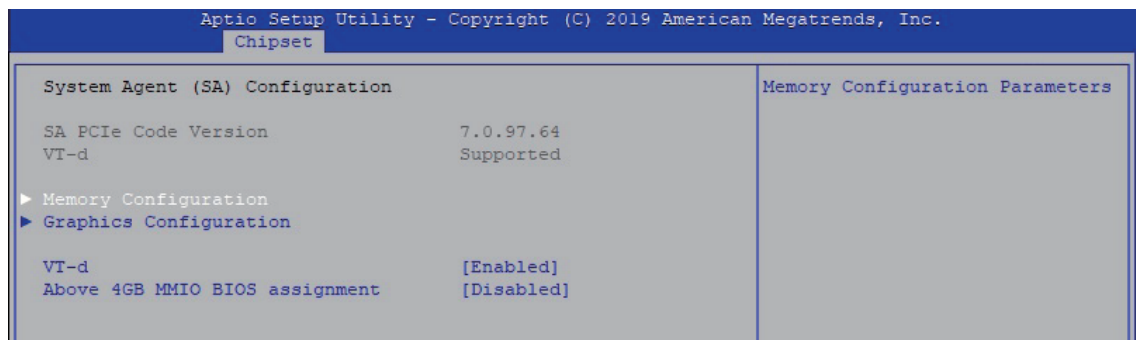 Aptio Setup Utility - Copyright (C) 2019 American Megatrends, Inc.
Chipset
System Agent (SA) Configuration
Memory Configuration Parameters
SA PCIe Code Version 7.0.97.64
VT-d Supported
► Memory Configuration
► Graphics Configuration
VT-d [Enabled]
Above 4GB MMIO BIOS assignment [Disabled]